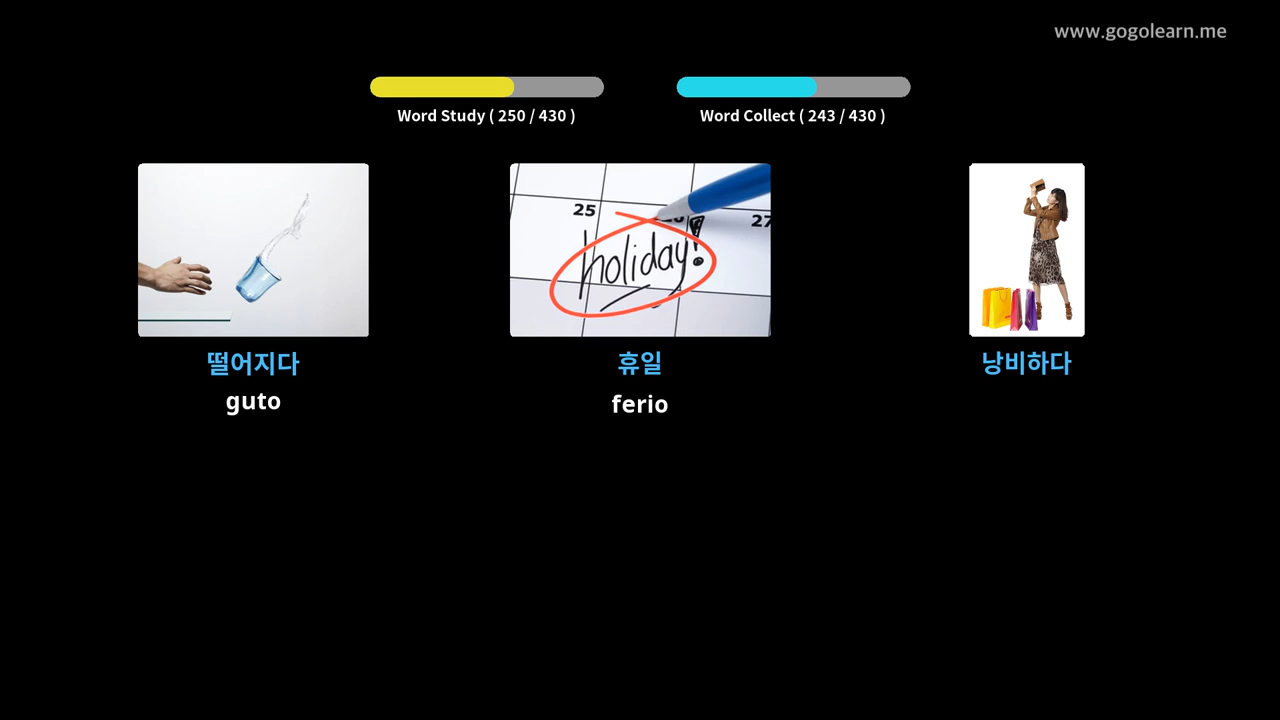 www.gogolearn.me
Word Study ( 250 / 430 )
Word Collect ( 243 / 430 )
25
27
holiday!
떨어지다
휴일
낭비하다
guto
ferio